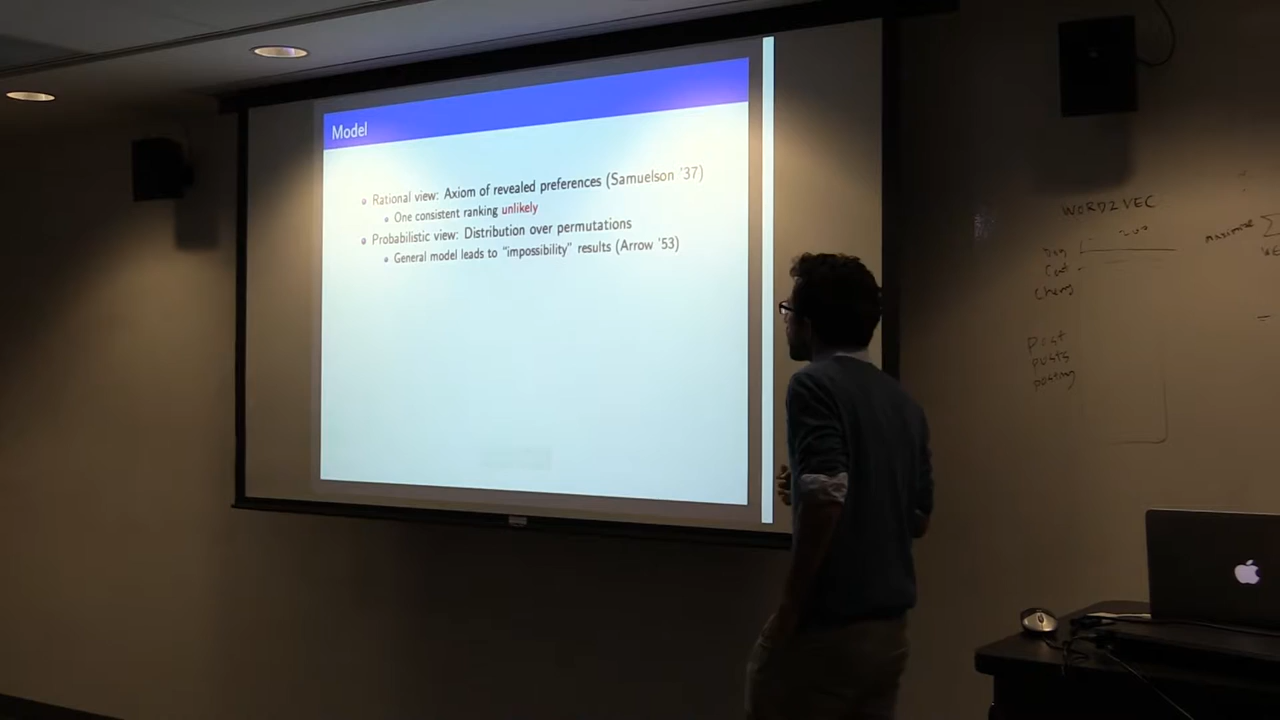 Model
Rational view: Axiom of revealed preferences (Samuelson '37)
One consistent ranking unlikely
Probabilistic view: Distribution over permutations
General model leads to "impossibility" results (Arrow '53)
WORD2VEC
200
Dog
Cat
maximize
Post
posts
posting